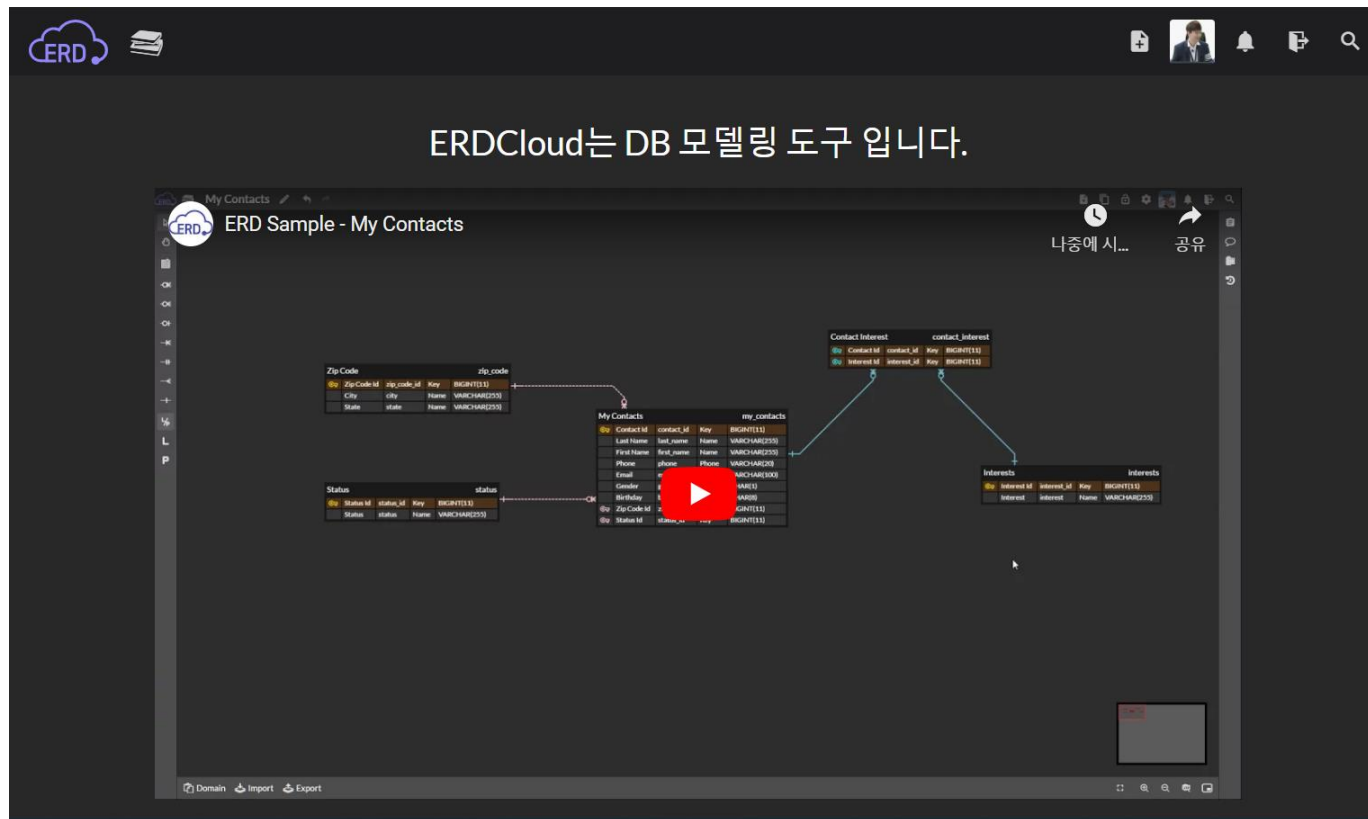 ERD
ERDCloud는 DB 모델링 도구 입니다.
My Contacts
ERD
ERD Sample - My Contacts
나중에 시...
공유
L
P
Contact Interest contact_interest
Contact Id contact_id Key BIGINT(11)
Interest Id interest_id Key BIGINT(11)
Zip Code zip_code
Zip Code Id zip_code_id Key BIGINT(11)
City city Name VARCHAR(255)
State state Name VARCHAR(255)
My Contacts my_contacts
Contact Id contact_id Key BIGINT(11)
Last Name last_name Name VARCHAR(255)
First Name first_name Name VARCHAR(255)
Phone phone Phone VARCHAR(20)
Email VARCHAR(100)
Gender
Birthday
Zip Code Id BIGINT(11)
Status Id status_id Key BIGINT(11)
Status status
Status Id status_id Key BIGINT(11)
Status status Name VARCHAR(255)
Interests interests
Interest Id interest_id Key BIGINT(11)
Interest interest Name VARCHAR(255)
Domain Import Export